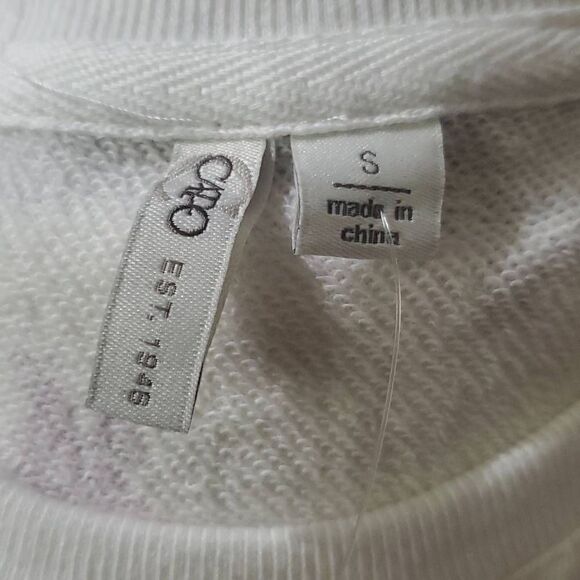 CATO
EST. 1946
S
made in
china